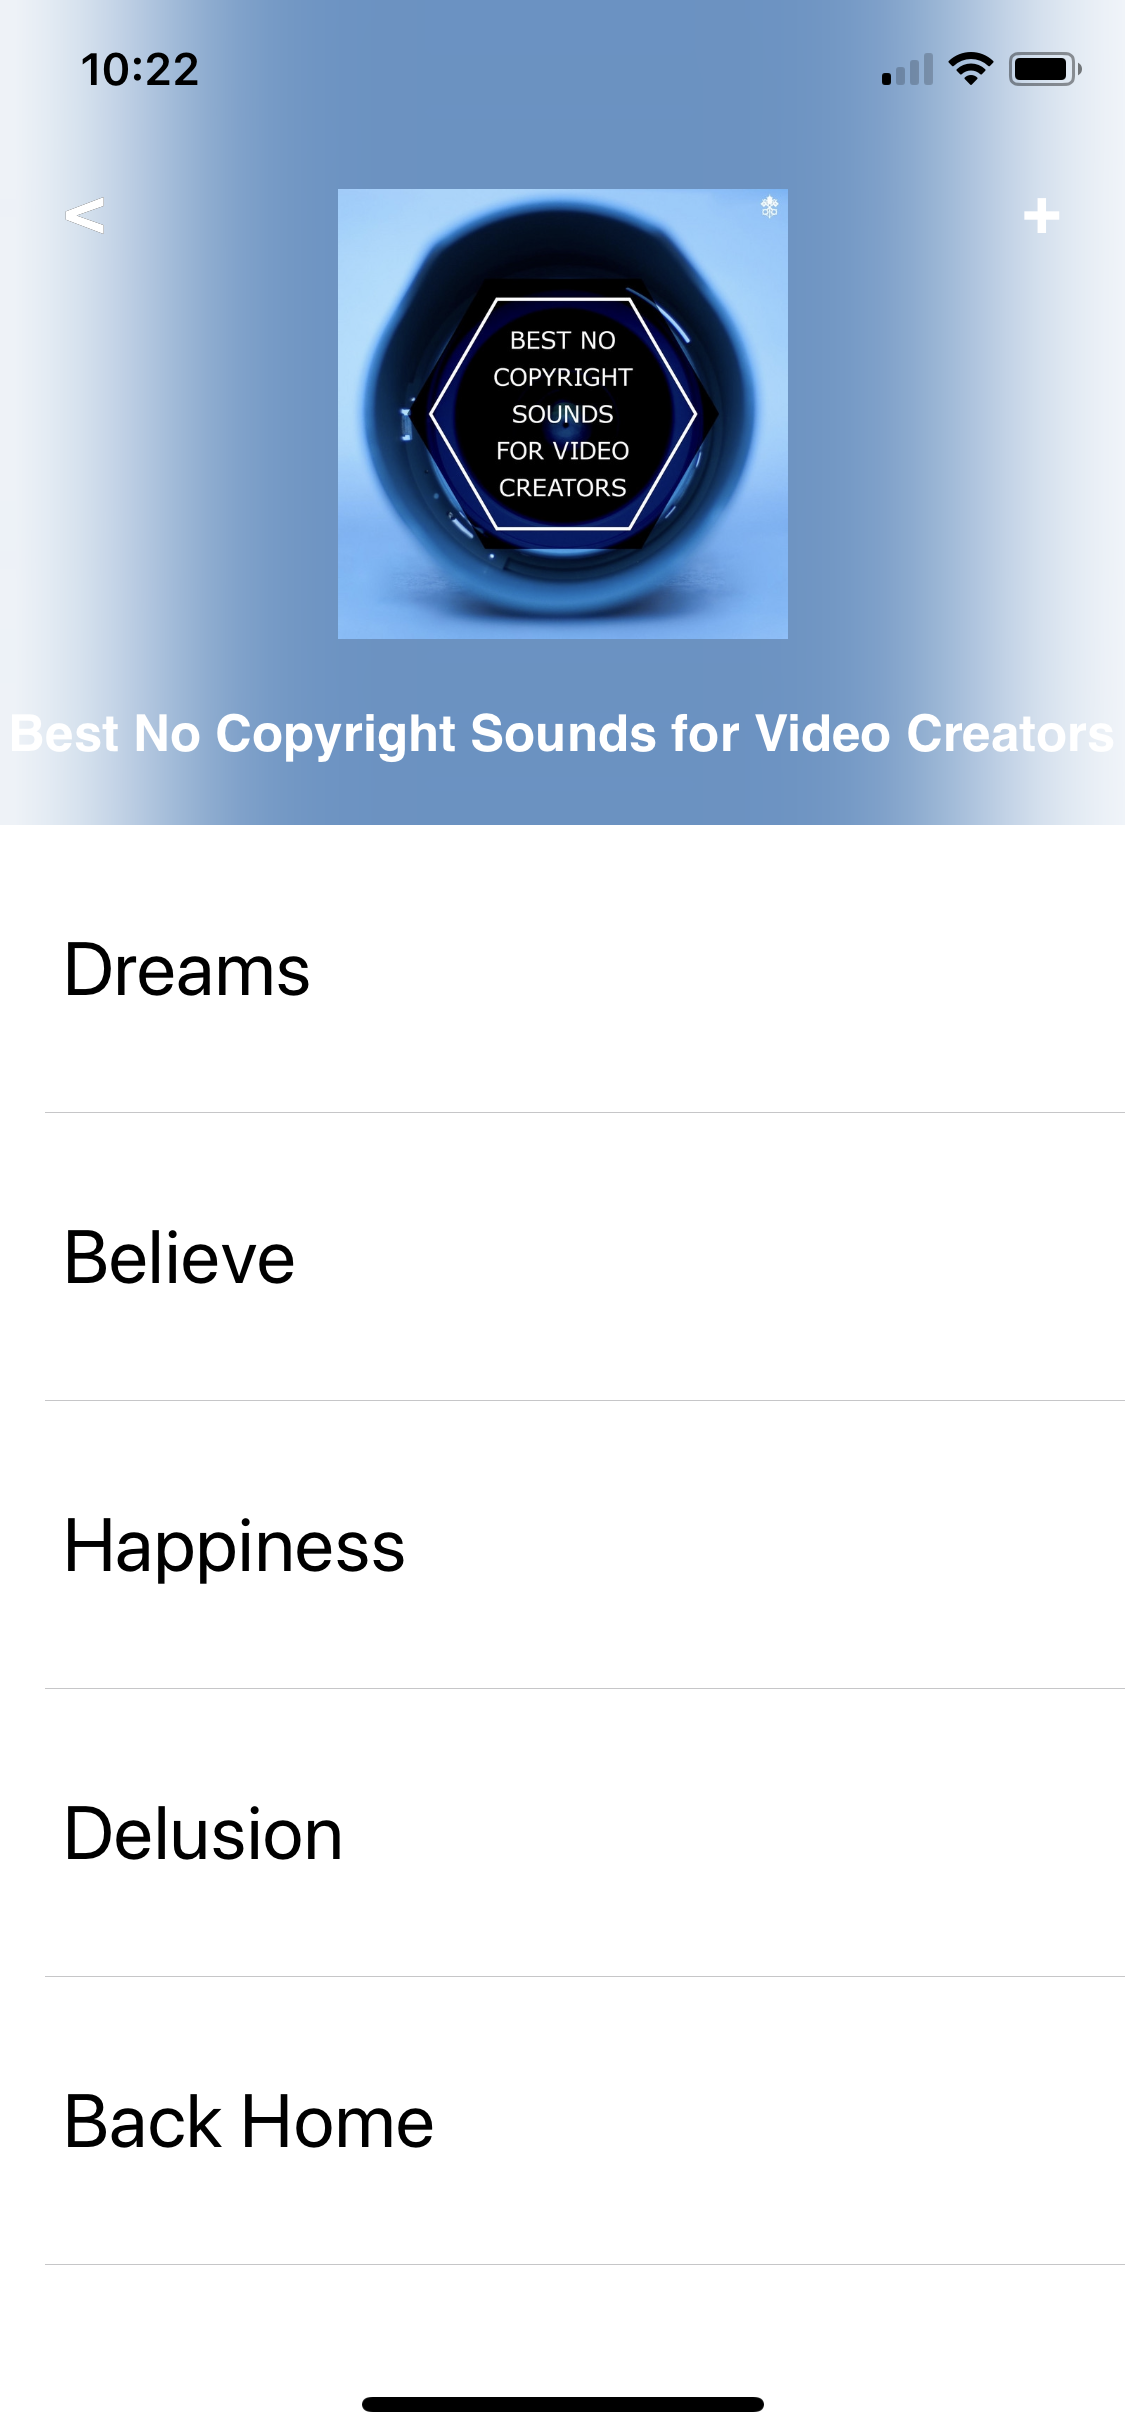 10:22
<
+
BEST NO
COPYRIGHT
SOUNDS
FOR VIDEO
CREATORS
Best No Copyright Sounds for Video Creators
Dreams
Believe
Happiness
Delusion
Back Home